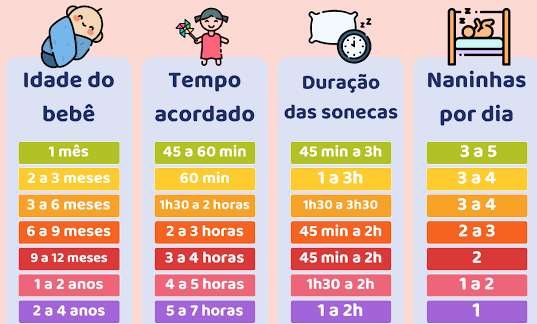 Idade do
bebê
Tempo
acordado
Duração
das sonecas
Naninhas
por dia
1 mês
45 a 60 min
45 min a 3h
3 a 5
2 a 3 meses
60 min
1 a 3h
3 a 4
3 a 6 meses
1h30 a 2 horas
1h30 a 3h30
3 a 4
6 a 9 meses
2 a 3 horas
45 min a 2h
2 a 3
9 a 12 meses
3 a 4 horas
45 min a 2h
2
1 a 2 anos
4 a 5 horas
1h30 a 2h
1 a 2
2 a 4 anos
5 a 7 horas
1 a 2h
1